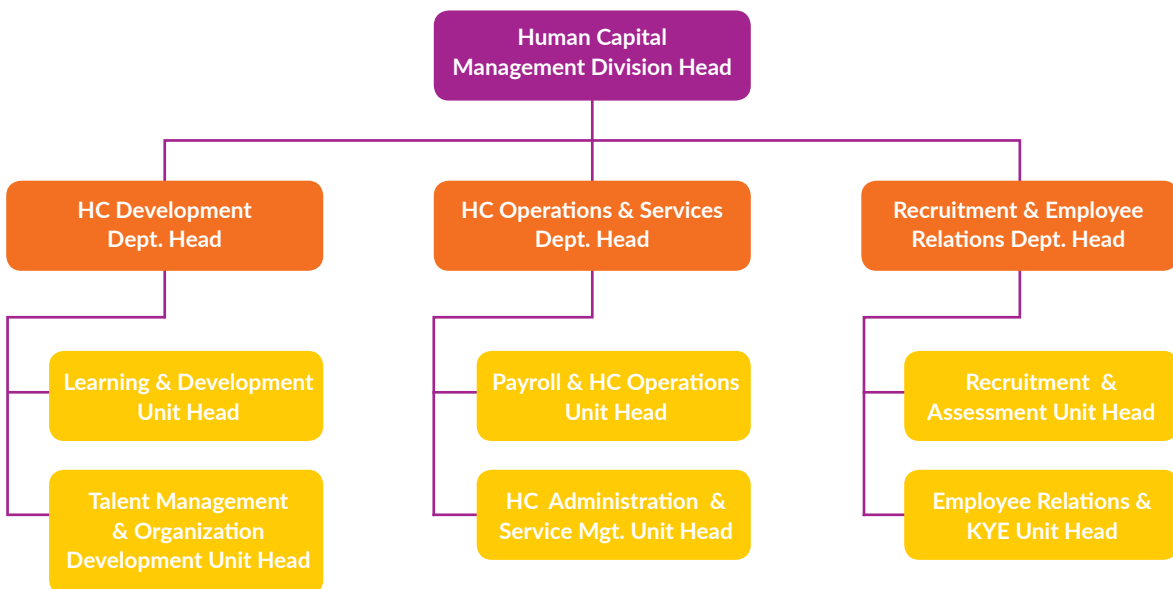 Human Capital
Management Division Head
HC Development
Dept. Head
HC Operations & Services
Dept. Head
Recruitment & Employee
Relations Dept. Head
Learning & Development
Unit Head
Payroll & HC Operations
Unit Head
Recruitment &
Assessment Unit Head
Talent Management
& Organization
Development Unit Head
HC Administration &
Service Mgt. Unit Head
Employee Relations &
KYE Unit Head